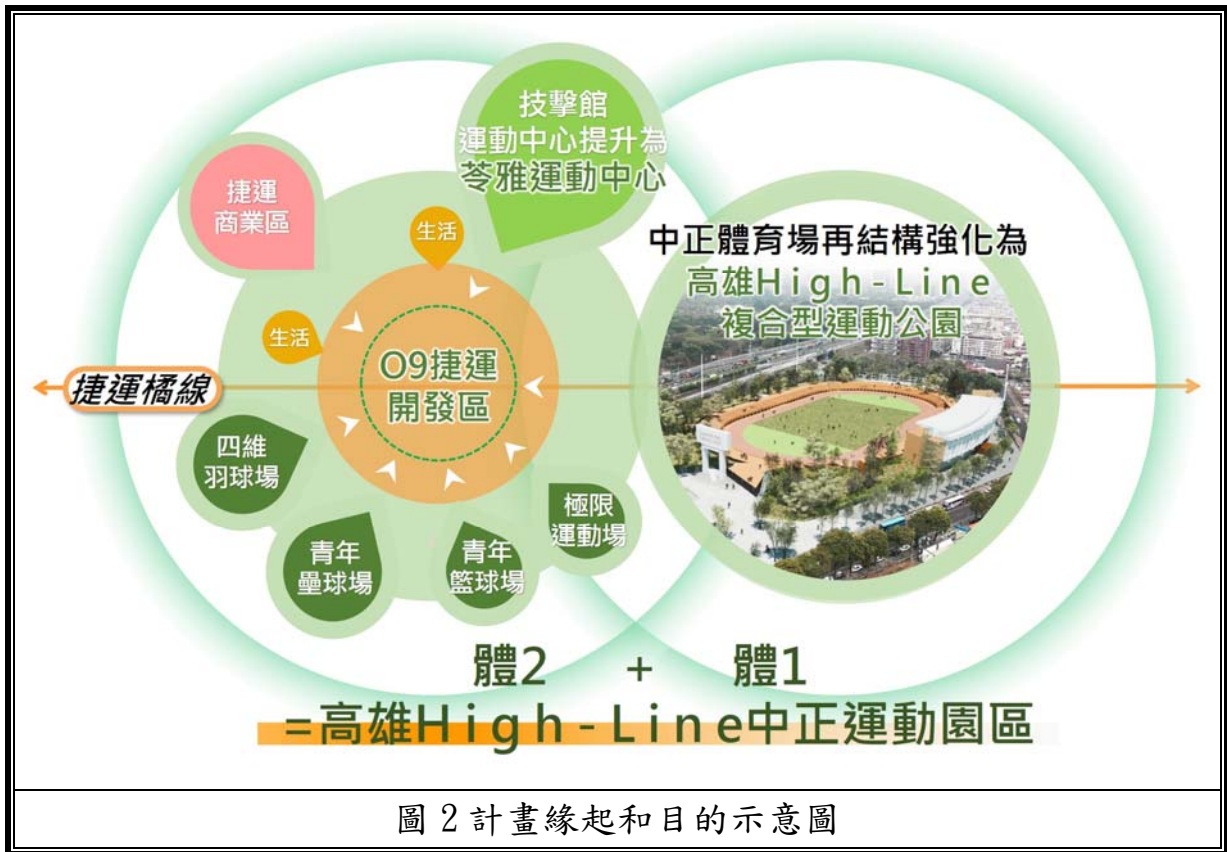 技擊館
運動中心提升為
苓雅運動中心
捷運
商業區
生活
生活
中正體育場再結構強化為
高雄High-Line
複合型運動公園
O9捷運
開發區
捷運橘線
四維
羽球場
極限
運動場
青年
壘球場
青年
籃球場
體2 + 體1
=高雄High-Line中正運動園區
圖 2 計畫緣起和目的示意圖